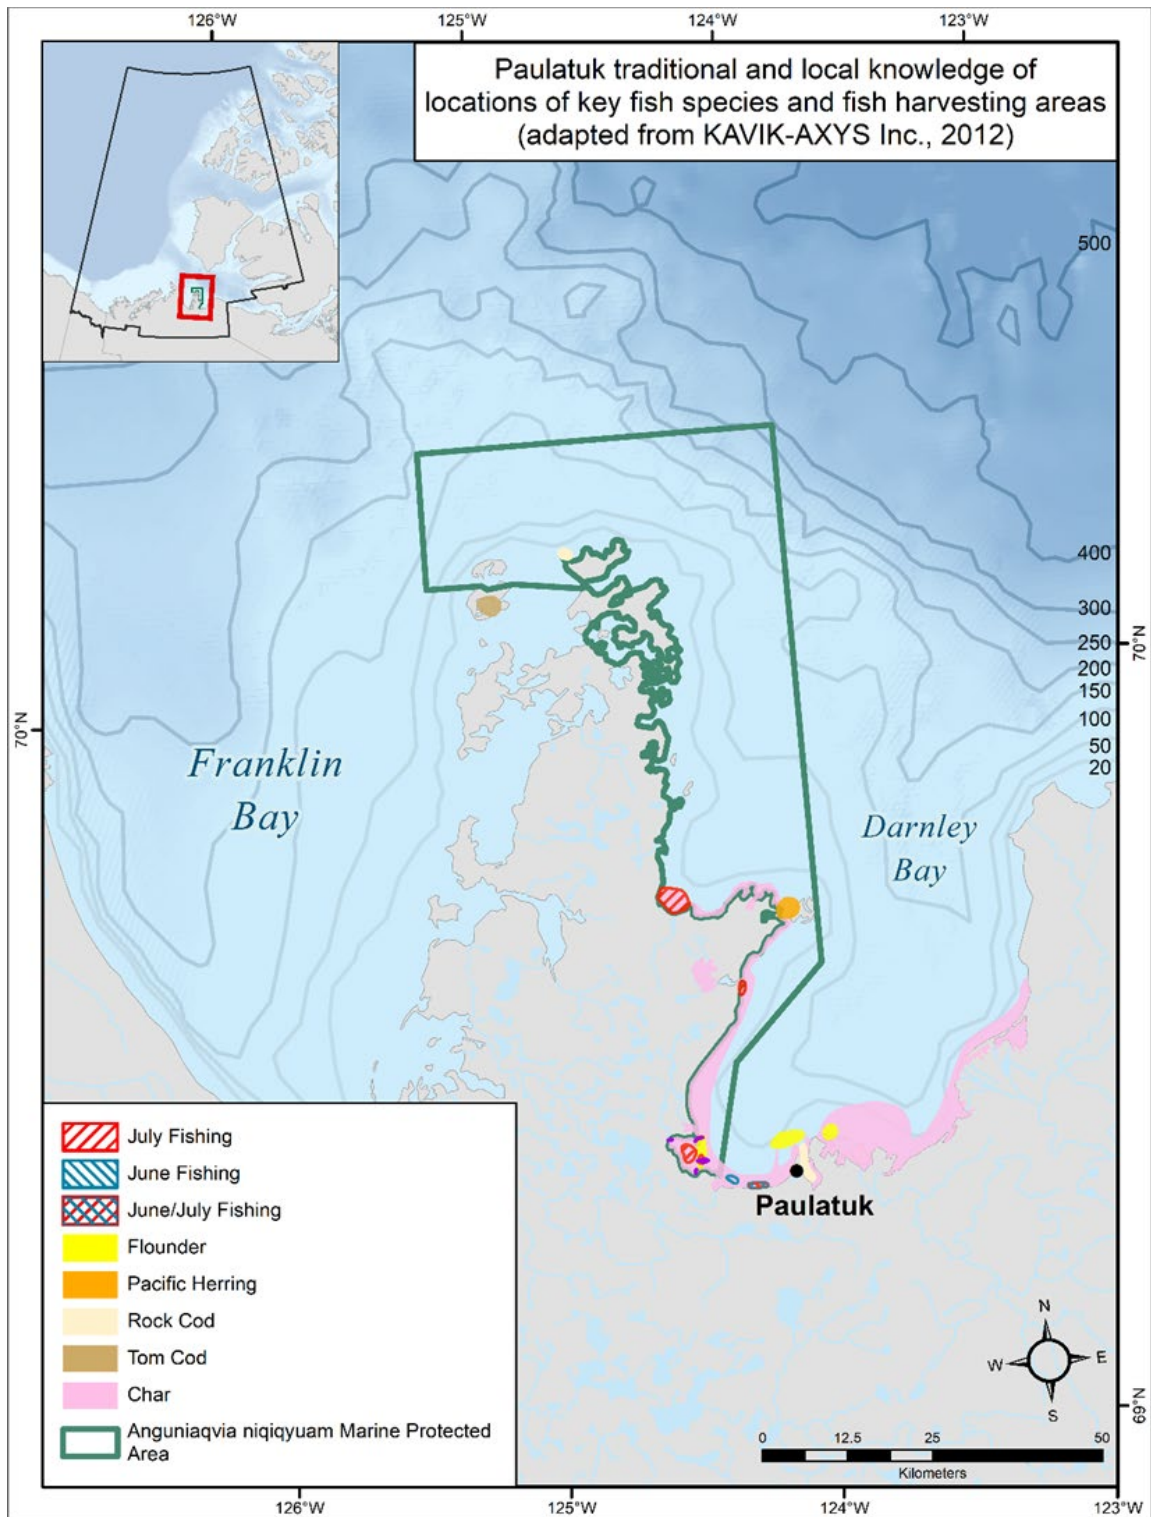 126°W
125°W
124°W
123°W
Paulatuk traditional and local knowledge of
locations of key fish species and fish harvesting areas
(adapted from KAVIK-AXYS Inc., 2012)
500
400
300
250
200
150
100
50
20
70°N
70°N
Franklin
Bay
Darnley
Bay
Paulatuk
July Fishing
June Fishing
June/July Fishing
Flounder
Pacific Herring
Rock Cod
Tom Cod
Char
Anguniaqvia niqiqyuam Marine Protected
Area
N
W
E
S
69°N
0
12.5
25
50
Kilometers
126°W
125°W
124°W
123°W